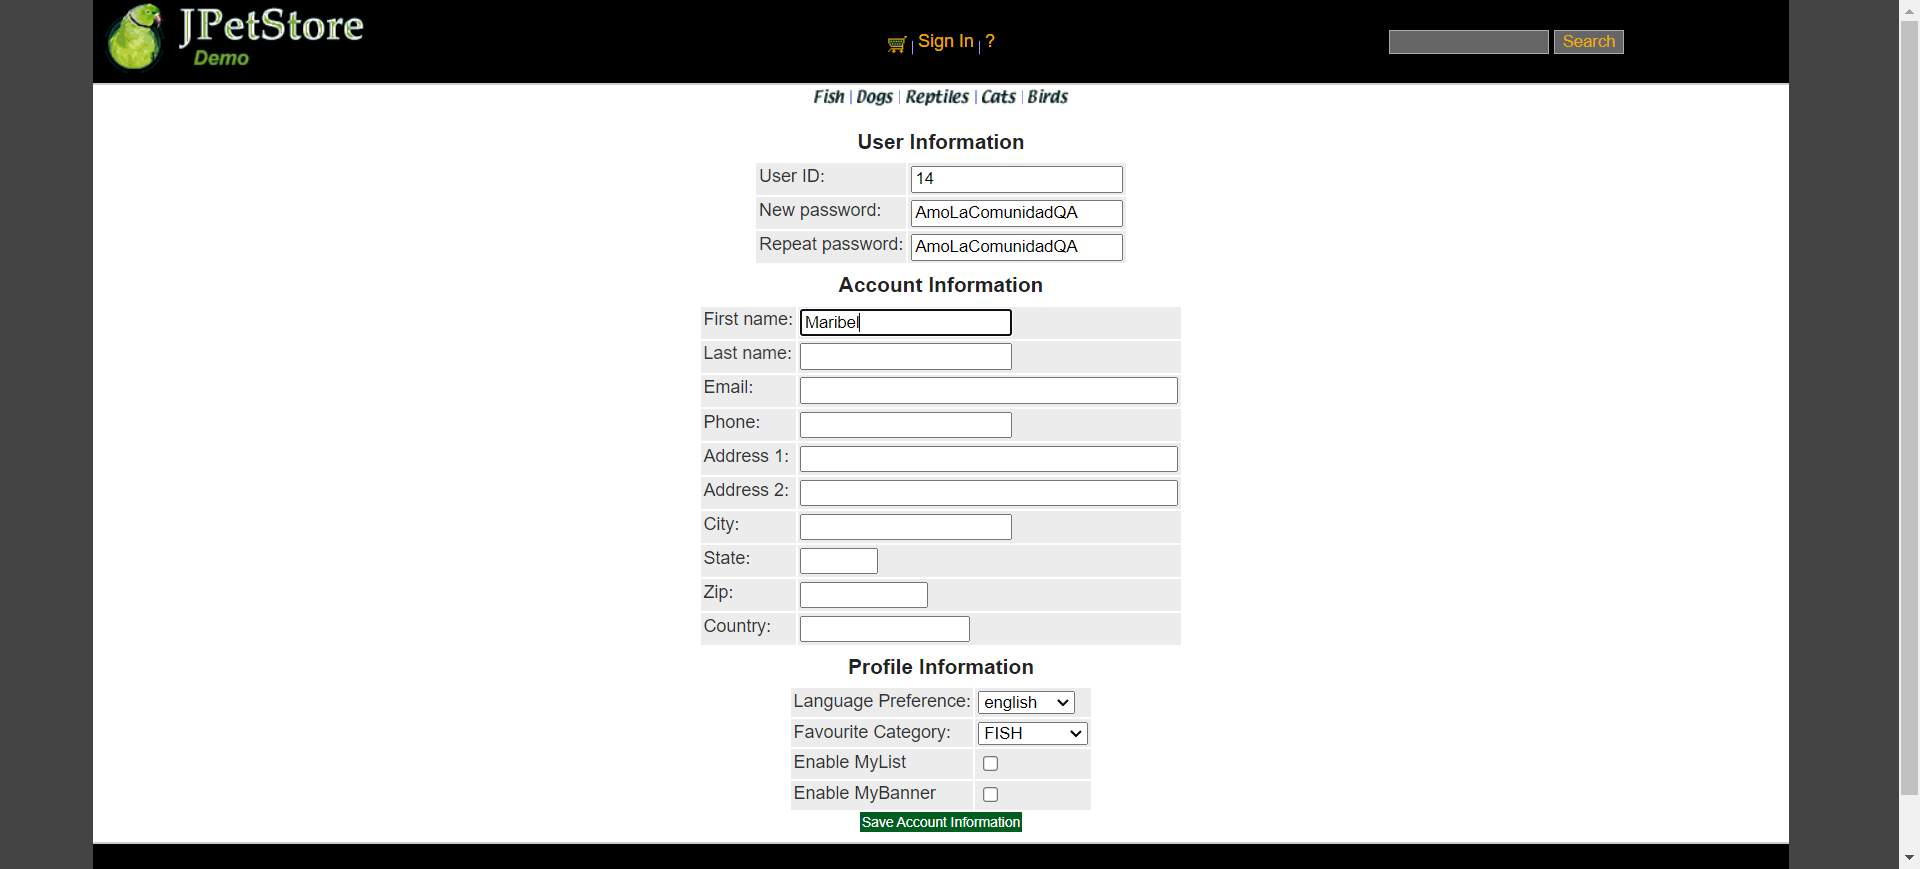 JPetStore
Demo
Sign In | ?
Search
Fish | Dogs | Reptiles | Cats | Birds
User Information
User ID: 14
New password: AmoLaComunidadQA
Repeat password: AmoLaComunidadQA
Account Information
First name: Maribel
Last name:
Email:
Phone:
Address 1:
Address 2:
City:
State:
Zip:
Country:
Profile Information
Language Preference: english
Favourite Category: FISH
Enable MyList
Enable MyBanner
Save Account Information